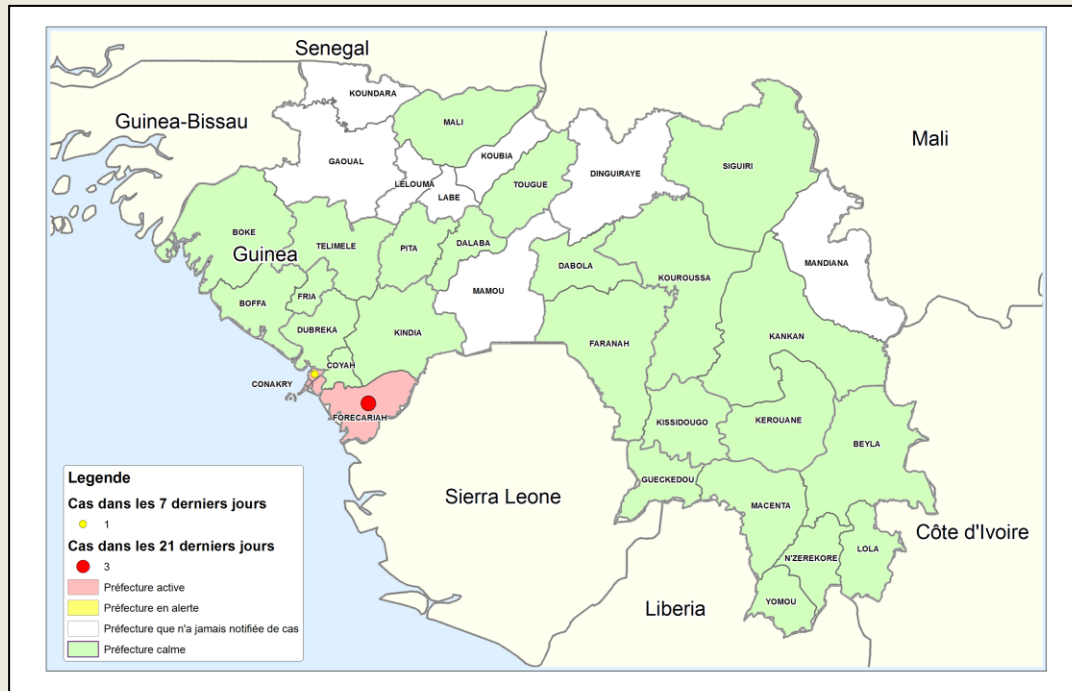 Senegal
KOUNDARA
Guinea-Bissau
MALI
Mali
KOUBIA
GAOUAL
SIGUIRI
LELOUMA
DINGUIRAYE
TOUGUE
LABE
BOKE
TELIMELE
PITA
DALABA
Guinea
MANDIANA
DABOLA
KOUROUSSA
MAMOU
FRIA
BOFFA
DUBREKA
KINDIA
KANKAN
FARANAH
COYAH
CONAKRY
FORECARIAH
KISSIDOUGO
KEROUANE
BEYLA
GUECKEDOU
Sierra Leone
MACENTA
Côte d'Ivoire
N'ZEREKORE
LOLA
YOMOU
Liberia
Legende
Cas dans les 7 derniers jours
1
Cas dans les 21 derniers jours
3
Préfecture active
Préfecture en alerte
Préfecture que n'a jamais notifiée de cas
Préfecture calme